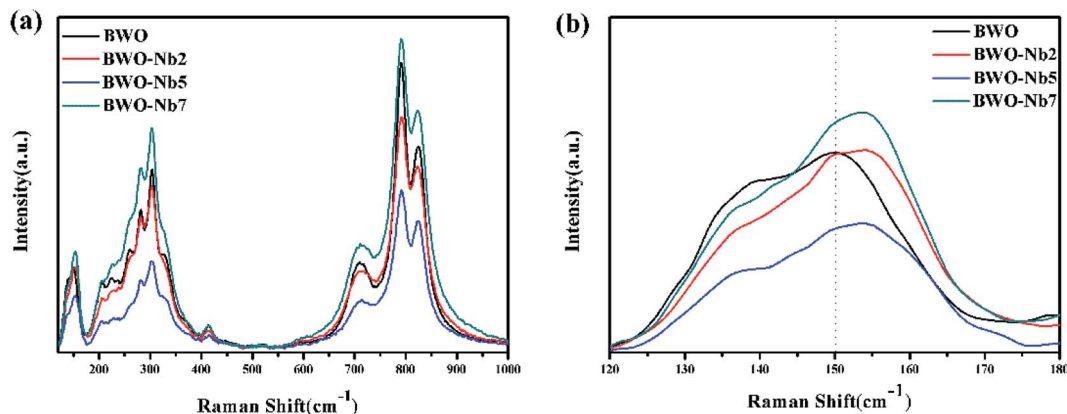 (a)
BWO
BWO-Nb2
BWO-Nb5
BWO-Nb7
Intensity(a.u.)
200 300 400 500 600 700 800 900 1000
Raman Shift(cm⁻¹)
(b)
BWO
BWO-Nb2
BWO-Nb5
BWO-Nb7
Intensity(a.u.)
120 130 140 150 160 170 180
Raman Shift(cm⁻¹)